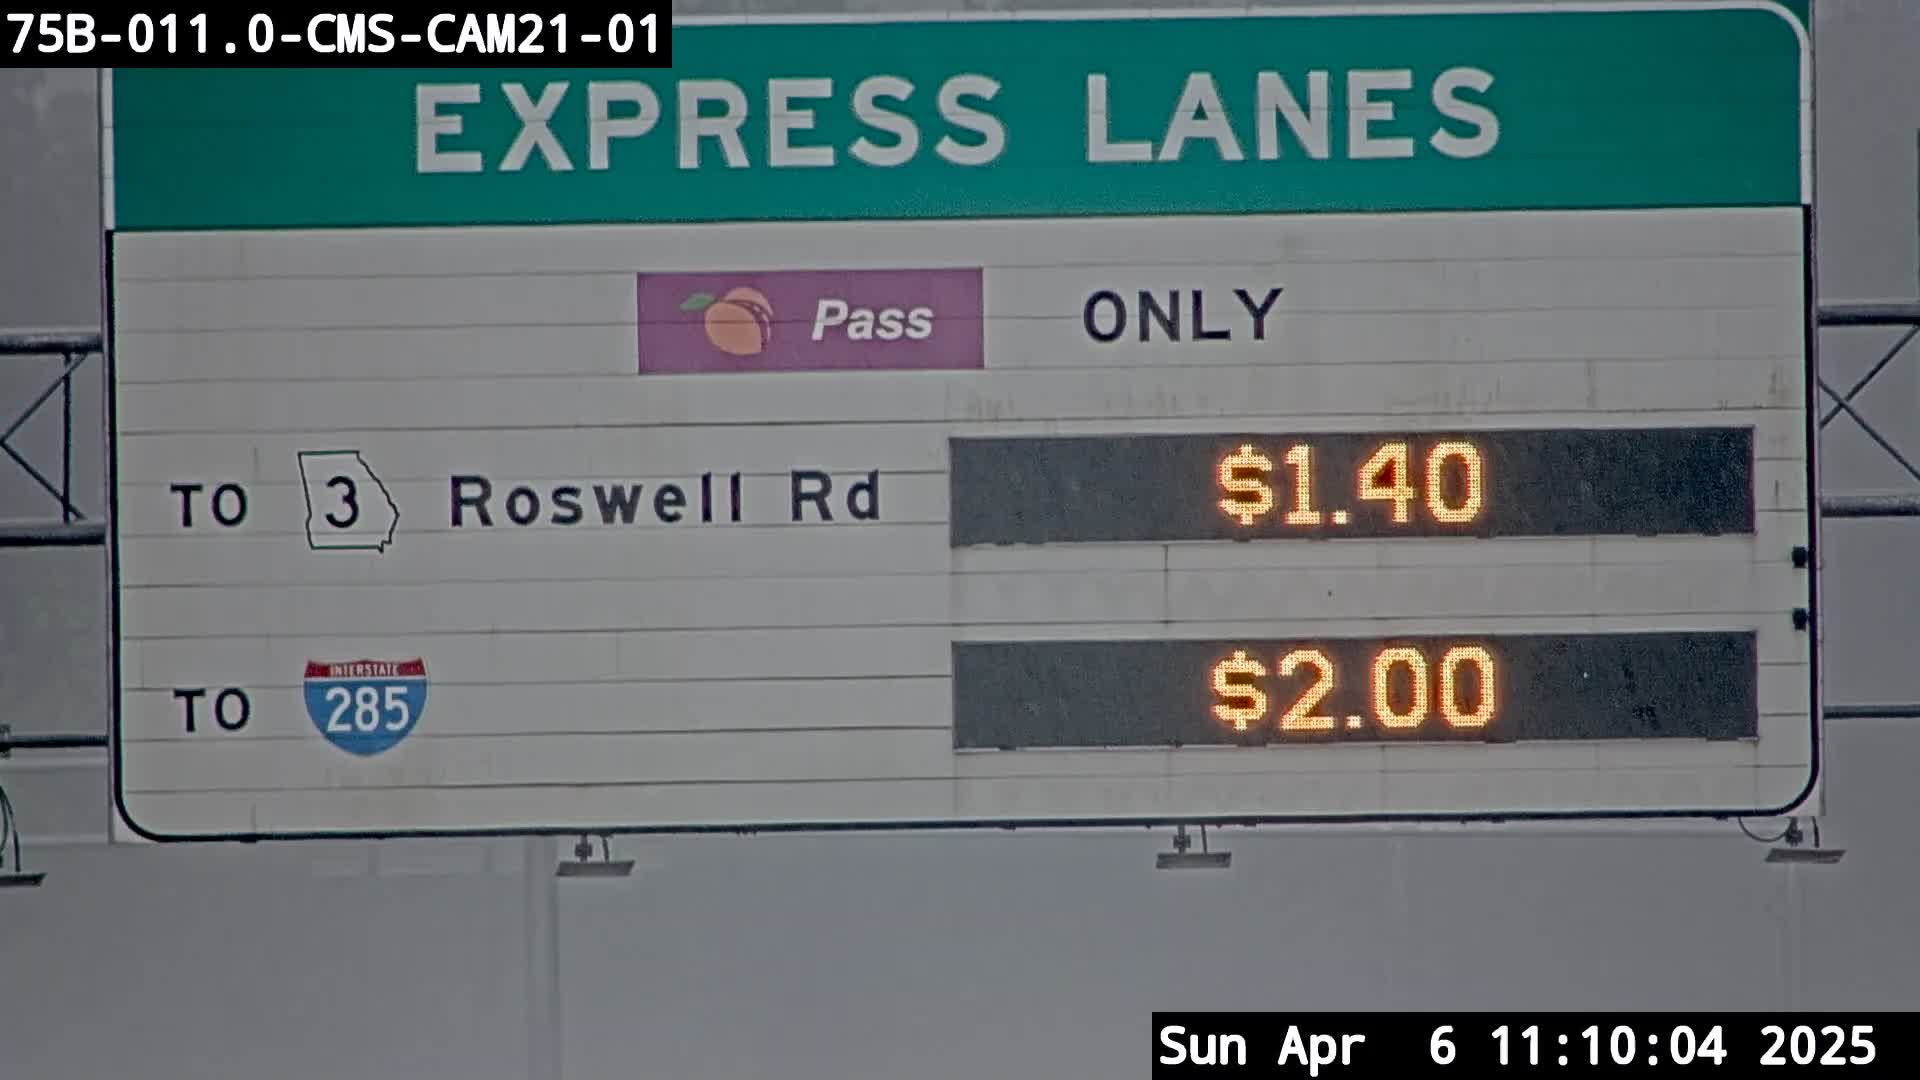 75B-011.0-CMS-CAM21-01
EXPRESS LANES
Pass ONLY
TO 3 Roswell Rd $1.40
TO INTERSTATE 285 $2.00
Sun Apr 6 11:10:04 2025